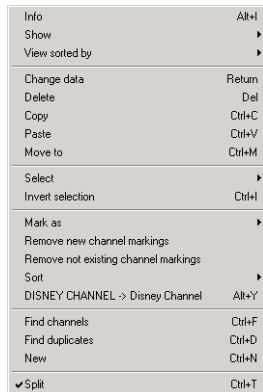 Info Alt+I
Show
View sorted by
Change data Return
Delete Del
Copy Ctrl+C
Paste Ctrl+V
Move to Ctrl+M
Select
Invert selection Ctrl+I
Mark as
Remove new channel markings
Remove not existing channel markings
Sort
DISNEY CHANNEL -> Disney Channel Alt+Y
Find channels Ctrl+F
Find duplicates Ctrl+D
New Ctrl+N
Split Ctrl+T